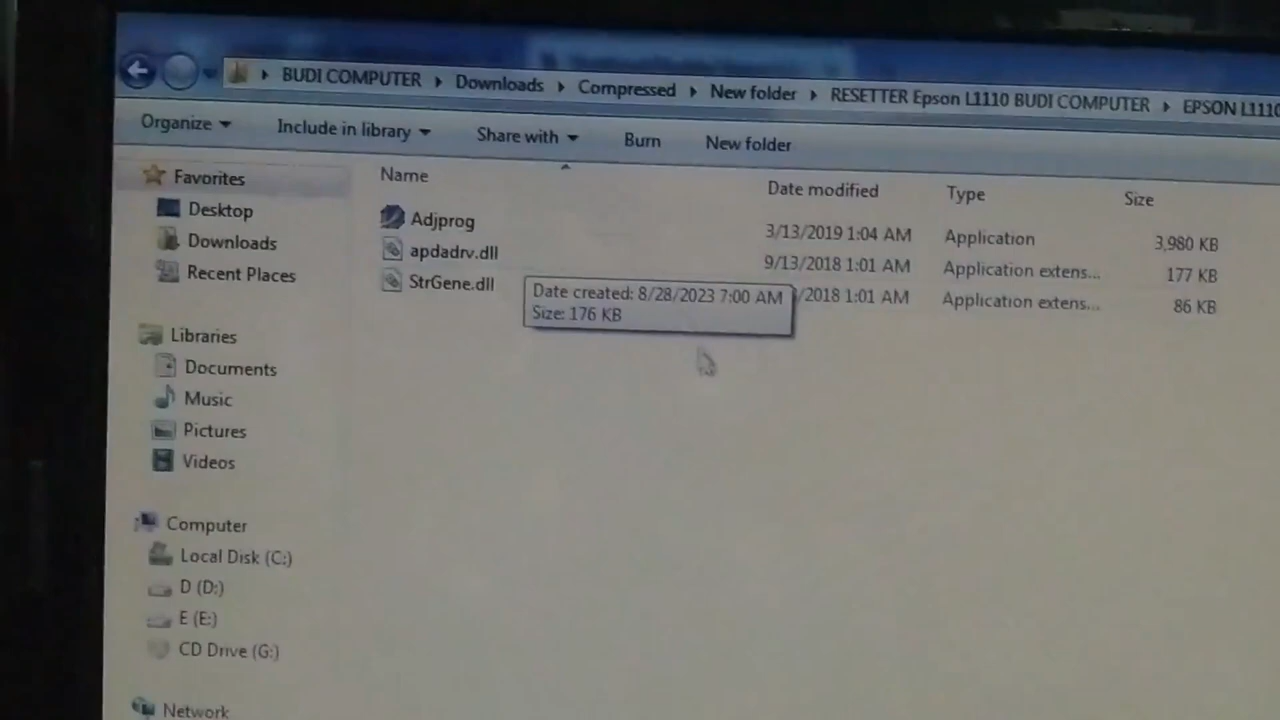 BUDI COMPUTER Downloads Compressed New folder RESETTER Epson L1110 BUDI COMPUTER EPSON L1110
Organize Include in library Share with Burn New folder
Name Date modified Type Size
Adjprog 3/13/2019 1:04 AM Application 3,980 KB
apdadrv.dll 9/13/2018 1:01 AM Application extens... 177 KB
StrGene.dll /2018 1:01 AM Application extens... 86 KB
Date created: 8/28/2023 7:00 AM
Size: 176 KB
Favorites
Desktop
Downloads
Recent Places
Libraries
Documents
Music
Pictures
Videos
Computer
Local Disk (C:)
D (D:)
E (E:)
CD Drive (G:)
Network